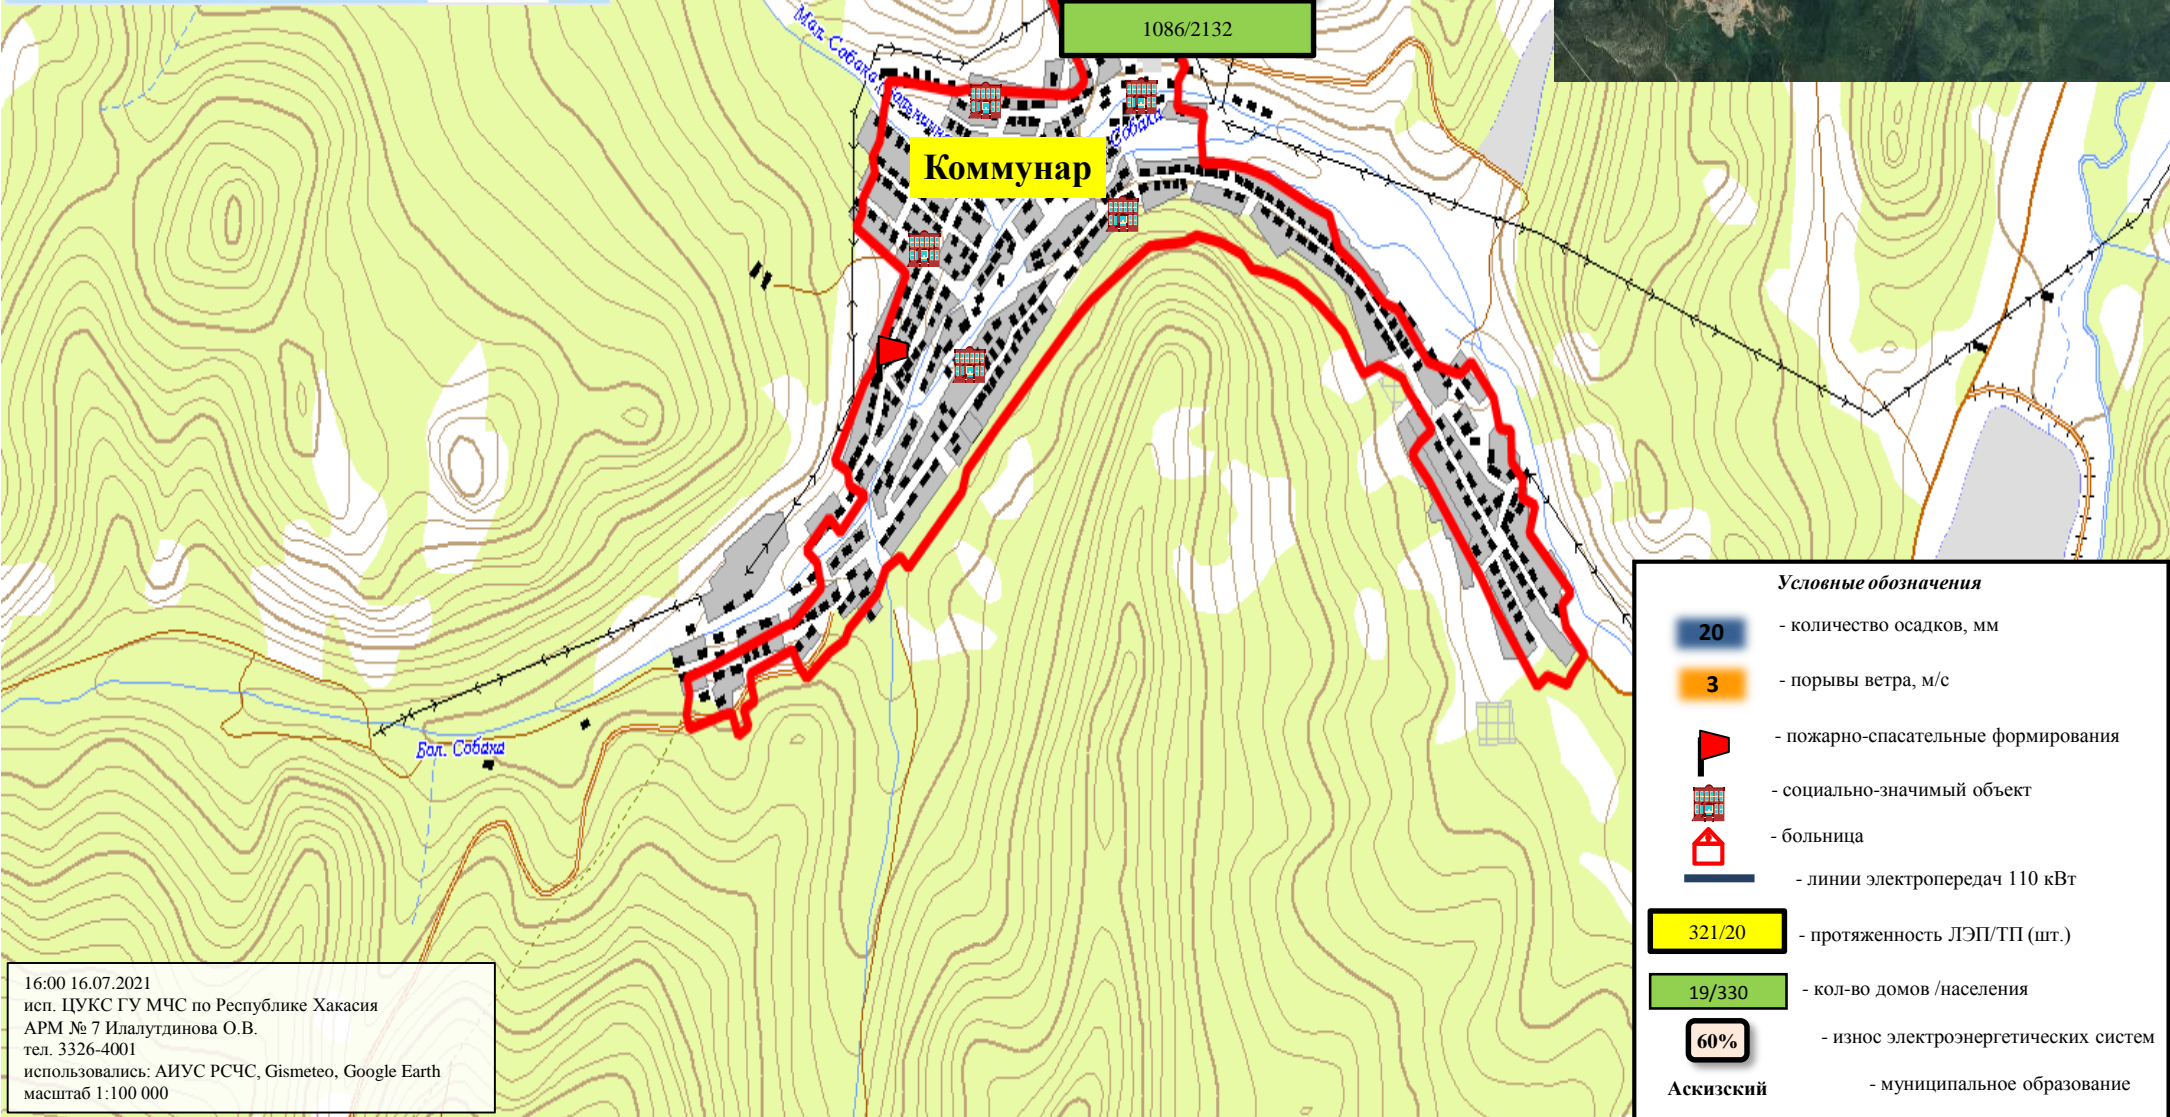 1086/2132
Мал. Собака
Собака
Коммунар
Бол. Собака
Условные обозначения
20 - количество осадков, мм
3 - порывы ветра, м/с
- пожарно-спасательные формирования
- социально-значимый объект
- больница
- линии электропередач 110 кВт
321/20 - протяженность ЛЭП/ТП (шт.)
19/330 - кол-во домов /населения
60% - износ электроэнергетических систем
Аскизский - муниципальное образование
16:00 16.07.2021
исп. ЦУКС ГУ МЧС по Республике Хакасия
АРМ № 7 Илалутдинова О.В.
тел. 3326-4001
использовались: АИУС РСЧС, Gismeteo, Google Earth
масштаб 1:100 000